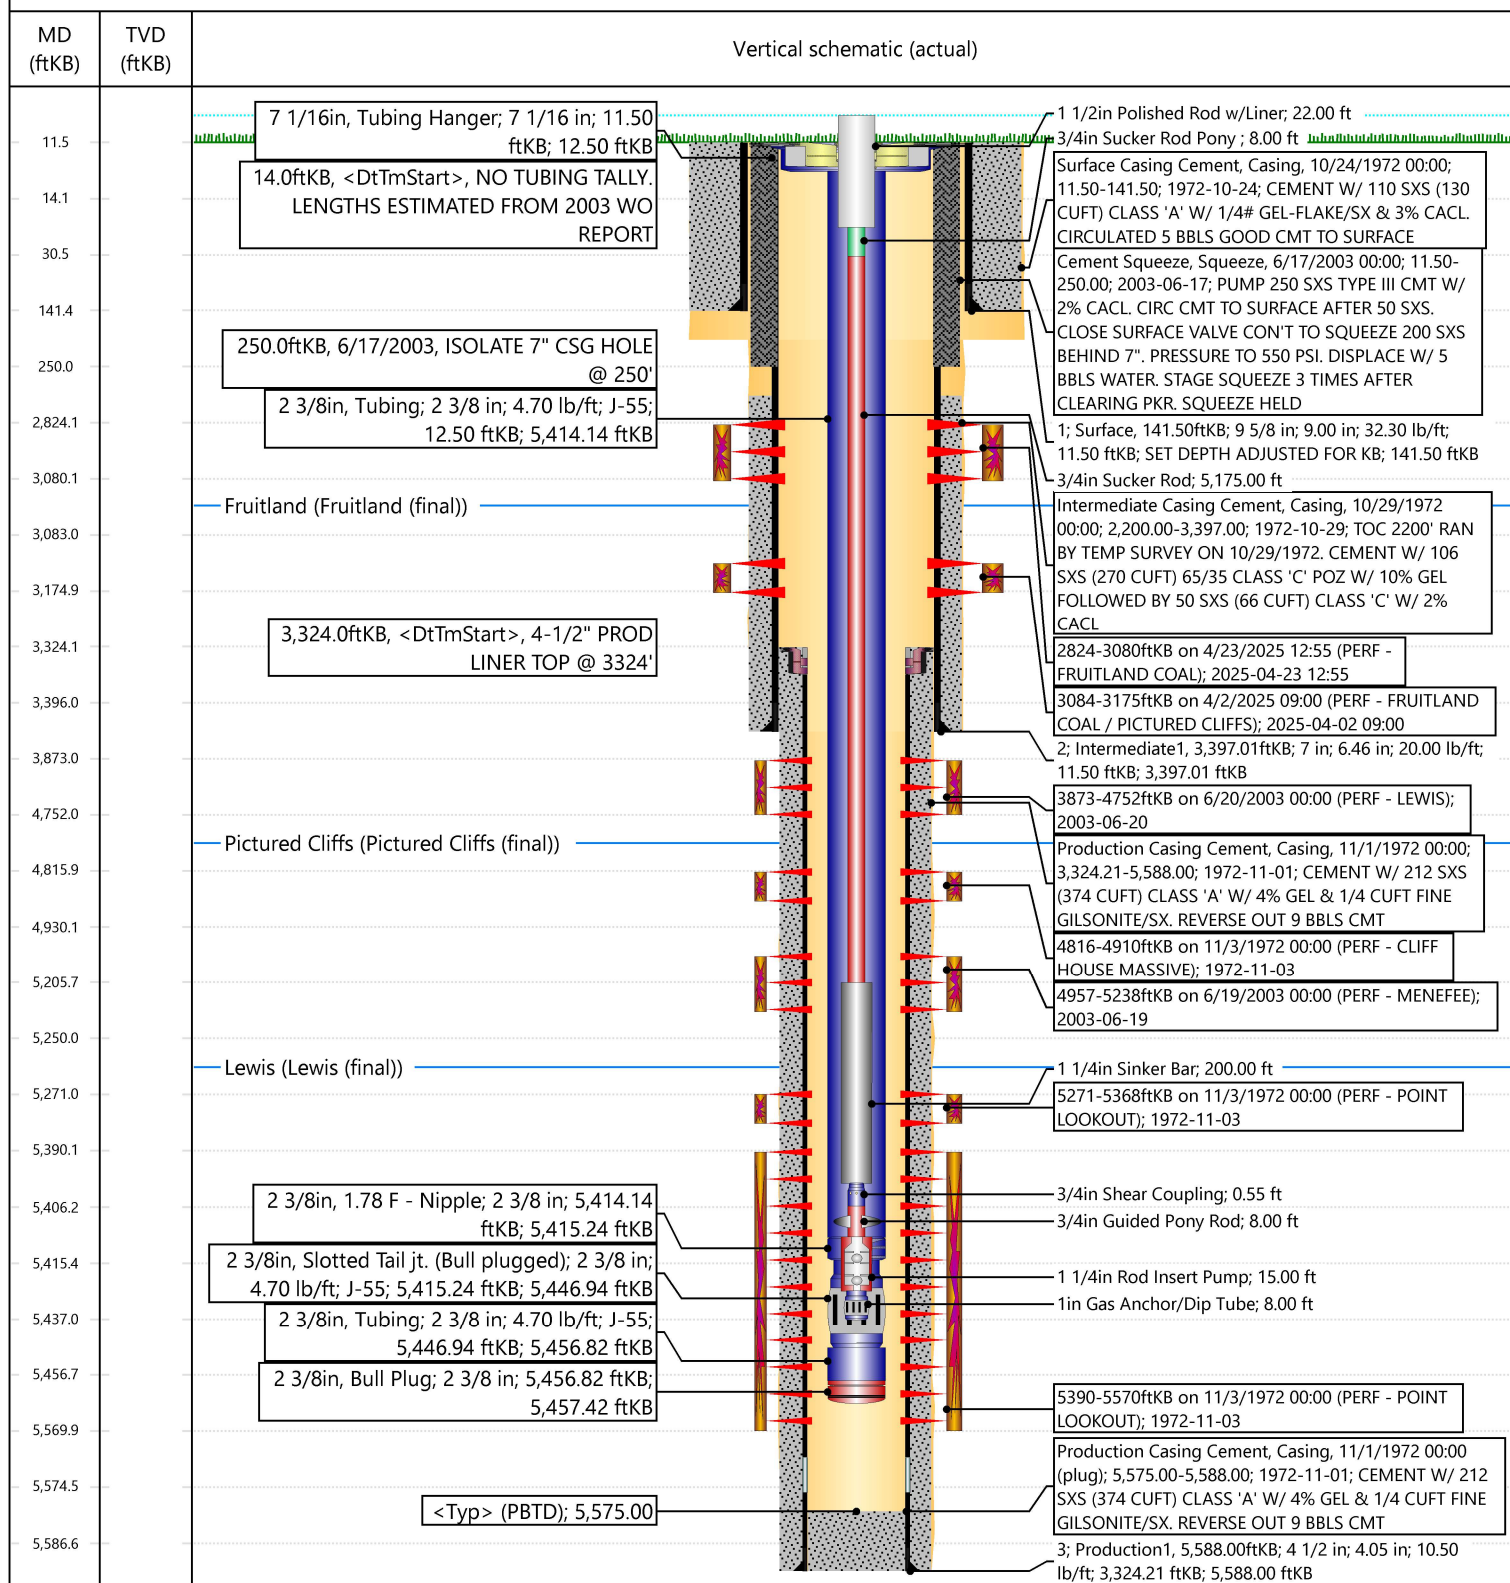 MD
(ftKB)
TVD
(ftKB)
Vertical schematic (actual)
11.5
14.1
30.5
141.4
250.0
2,824.1
3,080.1
3,083.0
3,174.9
3,324.1
3,396.0
3,873.0
4,752.0
4,815.9
4,930.1
5,205.7
5,250.0
5,271.0
5,390.1
5,406.2
5,415.4
5,437.0
5,456.7
5,569.9
5,574.5
5,586.6
7 1/16in, Tubing Hanger; 7 1/16 in; 11.50
ftKB; 12.50 ftKB
14.0ftKB, <DtTmStart>, NO TUBING TALLY.
LENGTHS ESTIMATED FROM 2003 WO
REPORT
250.0ftKB, 6/17/2003, ISOLATE 7" CSG HOLE
@ 250'
2 3/8in, Tubing; 2 3/8 in; 4.70 lb/ft; J-55;
12.50 ftKB; 5,414.14 ftKB
Fruitland (Fruitland (final))
3,324.0ftKB, <DtTmStart>, 4-1/2" PROD
LINER TOP @ 3324'
Pictured Cliffs (Pictured Cliffs (final))
Lewis (Lewis (final))
2 3/8in, 1.78 F - Nipple; 2 3/8 in; 5,414.14
ftKB; 5,415.24 ftKB
2 3/8in, Slotted Tail jt. (Bull plugged); 2 3/8 in;
4.70 lb/ft; J-55; 5,415.24 ftKB; 5,446.94 ftKB
2 3/8in, Tubing; 2 3/8 in; 4.70 lb/ft; J-55;
5,446.94 ftKB; 5,456.82 ftKB
2 3/8in, Bull Plug; 2 3/8 in; 5,456.82 ftKB;
5,457.42 ftKB
<Typ> (PBTD); 5,575.00
1 1/2in Polished Rod w/Liner; 22.00 ft
3/4in Sucker Rod Pony ; 8.00 ft
Surface Casing Cement, Casing, 10/24/1972 00:00;
11.50-141.50; 1972-10-24; CEMENT W/ 110 SXS (130
CUFT) CLASS 'A' W/ 1/4# GEL-FLAKE/SX & 3% CACL.
CIRCULATED 5 BBLS GOOD CMT TO SURFACE
Cement Squeeze, Squeeze, 6/17/2003 00:00; 11.50-
250.00; 2003-06-17; PUMP 250 SXS TYPE III CMT W/
2% CACL. CIRC CMT TO SURFACE AFTER 50 SXS.
CLOSE SURFACE VALVE CON'T TO SQUEEZE 200 SXS
BEHIND 7". PRESSURE TO 550 PSI. DISPLACE W/ 5
BBLS WATER. STAGE SQUEEZE 3 TIMES AFTER
CLEARING PKR. SQUEEZE HELD
1; Surface, 141.50ftKB; 9 5/8 in; 9.00 in; 32.30 lb/ft;
11.50 ftKB; SET DEPTH ADJUSTED FOR KB; 141.50 ftKB
3/4in Sucker Rod; 5,175.00 ft
Intermediate Casing Cement, Casing, 10/29/1972
00:00; 2,200.00-3,397.00; 1972-10-29; TOC 2200' RAN
BY TEMP SURVEY ON 10/29/1972. CEMENT W/ 106
SXS (270 CUFT) 65/35 CLASS 'C' POZ W/ 10% GEL
FOLLOWED BY 50 SXS (66 CUFT) CLASS 'C' W/ 2%
CACL
2824-3080ftKB on 4/23/2025 12:55 (PERF -
FRUITLAND COAL); 2025-04-23 12:55
3084-3175ftKB on 4/2/2025 09:00 (PERF - FRUITLAND
COAL / PICTURED CLIFFS); 2025-04-02 09:00
2; Intermediate1, 3,397.01ftKB; 7 in; 6.46 in; 20.00 lb/ft;
11.50 ftKB; 3,397.01 ftKB
3873-4752ftKB on 6/20/2003 00:00 (PERF - LEWIS);
2003-06-20
Production Casing Cement, Casing, 11/1/1972 00:00;
3,324.21-5,588.00; 1972-11-01; CEMENT W/ 212 SXS
(374 CUFT) CLASS 'A' W/ 4% GEL & 1/4 CUFT FINE
GILSONITE/SX. REVERSE OUT 9 BBLS CMT
4816-4910ftKB on 11/3/1972 00:00 (PERF - CLIFF
HOUSE MASSIVE); 1972-11-03
4957-5238ftKB on 6/19/2003 00:00 (PERF - MENEFEE);
2003-06-19
1 1/4in Sinker Bar; 200.00 ft
5271-5368ftKB on 11/3/1972 00:00 (PERF - POINT
LOOKOUT); 1972-11-03
3/4in Shear Coupling; 0.55 ft
3/4in Guided Pony Rod; 8.00 ft
1 1/4in Rod Insert Pump; 15.00 ft
1in Gas Anchor/Dip Tube; 8.00 ft
5390-5570ftKB on 11/3/1972 00:00 (PERF - POINT
LOOKOUT); 1972-11-03
Production Casing Cement, Casing, 11/1/1972 00:00
(plug); 5,575.00-5,588.00; 1972-11-01; CEMENT W/ 212
SXS (374 CUFT) CLASS 'A' W/ 4% GEL & 1/4 CUFT FINE
GILSONITE/SX. REVERSE OUT 9 BBLS CMT
3; Production1, 5,588.00ftKB; 4 1/2 in; 4.05 in; 10.50
lb/ft; 3,324.21 ftKB; 5,588.00 ftKB